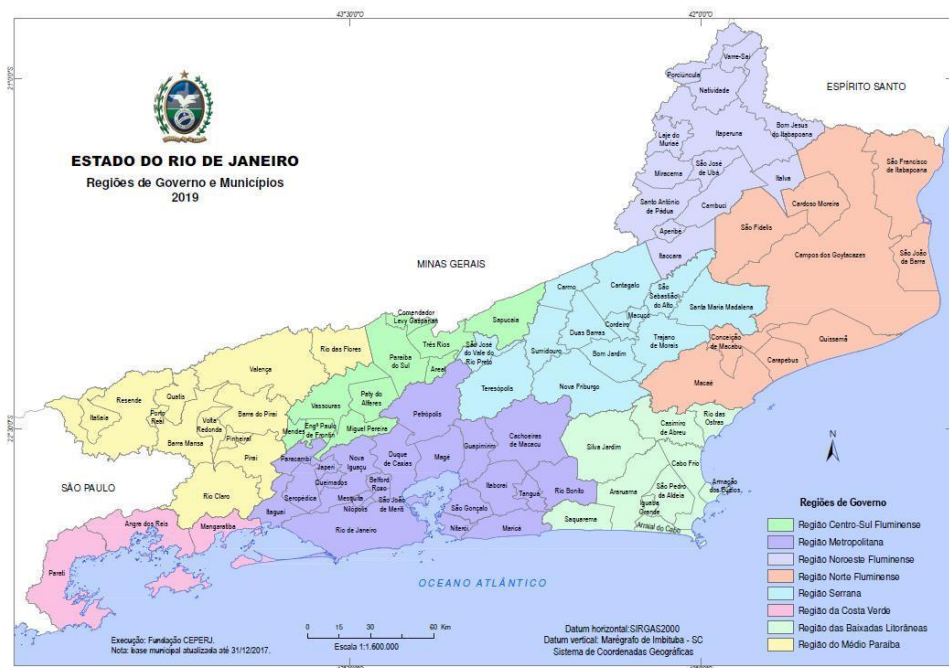 43°30'0"O
42°0'0"O
21°0'0"S
22°30'0"S
ESTADO DO RIO DE JANEIRO
Regiões de Governo e Municípios
2019
ESPÍRITO SANTO
MINAS GERAIS
SÃO PAULO
OCEANO ATLÂNTICO
Varre-Sai
Porciúncula
Natividade
Bom Jesus
do Itabapoana
Laje do
Muriaé
Itaperuna
São José
de Ubá
Miracema
Italva
Santo Antônio
de Pádua
Cambuci
Aperibé
Itaocara
São Francisco
de Itabapoana
Cardoso Moreira
São Fidélis
Campos dos Goytacazes
São João
da Barra
Quissamã
Conceição
de Macabu
Carapebus
Macaé
Carmo
Cantagalo
São
Sebastião
do Alto
Santa Maria Madalena
Macuco
Cordeiro
Duas Barras
Trajano
de Morais
Sumidouro
Bom Jardim
São José
do Vale do
Rio Preto
Teresópolis
Nova Friburgo
Comendador
Levy Gasparian
Sapucaia
Três Rios
Paraíba
do Sul
Areal
Paty do
Alferes
Vassouras
Engº Paulo
de Frontin
Miguel Pereira
Mendes
Rio das Flores
Valença
Resende
Itatiaia
Quatis
Porto
Real
Volta
Redonda
Barra do Piraí
Barra Mansa
Pinheiral
Piraí
Rio Claro
Angra dos Reis
Mangaratiba
Parati
Petrópolis
Paracambi
Japeri
Nova
Iguaçu
Duque
de Caxias
Magé
Guapimirim
Cachoeiras
de Macacu
Queimados
Belford
Roxo
Seropédica
Mesquita
Nilópolis
São João
de Meriti
Itaguaí
Rio de Janeiro
Itaboraí
São Gonçalo
Tanguá
Rio Bonito
Niterói
Maricá
Casimiro
de Abreu
Rio das
Ostras
Silva Jardim
Cabo Frio
Araruama
São Pedro
da Aldeia
Armação
dos Búzios
Iguaba
Grande
Saquarema
Arraial do Cabo
N
Regiões de Governo
Região Centro-Sul Fluminense
Região Metropolitana
Região Noroeste Fluminense
Região Norte Fluminense
Região Serrana
Região da Costa Verde
Região das Baixadas Litorâneas
Região do Médio Paraíba
Execução: Fundação CEPERJ.
Nota: base municipal atualizada até 31/12/2017.
0 15 30 60 Km
Escala 1:1.600.000
Datum horizontal:SIRGAS2000
Datum vertical: Marégrafo de Imbituba - SC
Sistema de Coordenadas Geográficas